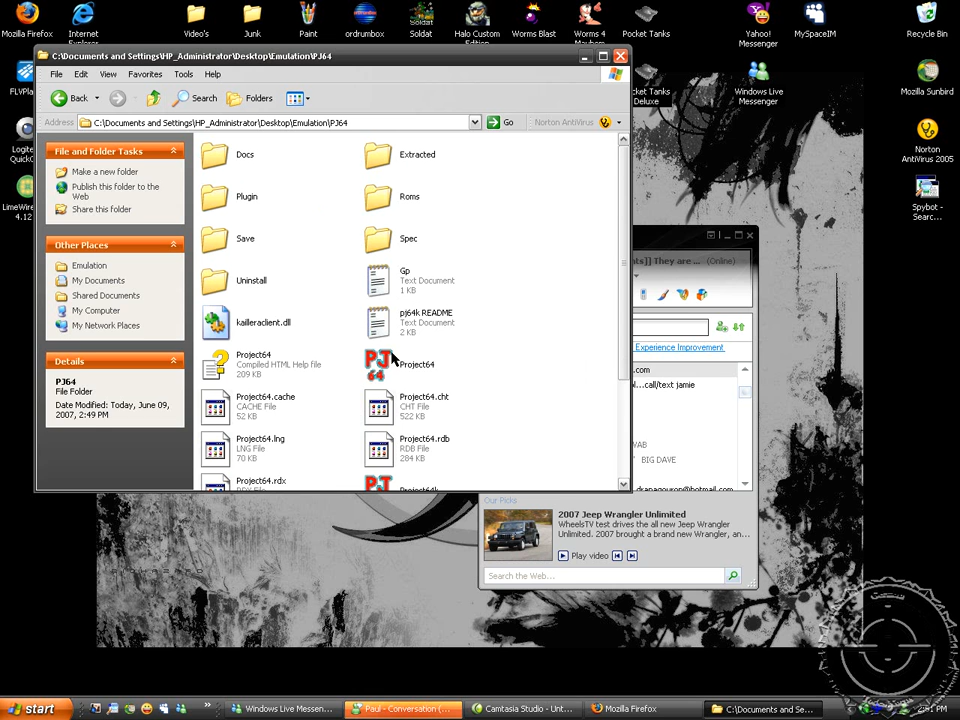 Mozilla Firefox
Internet
Video's
Junk
Paint
ordrumbox
Soldat
Halo Custom
Worms Blast
Worms 4
Pocket Tanks
Yahoo!
Messenger
MySpaceIM
Recycle Bin
C:\Documents and Settings\HP_Administrator\Desktop\Emulation\PJ64
File
Edit
View
Favorites
Tools
Help
Back
Search
Folders
Address
C:\Documents and Settings\HP_Administrator\Desktop\Emulation\PJ64
Go
Norton AntiVirus
Deluxe
Windows Live
Messenger
Mozilla Sunbird
Norton
AntiVirus 2005
Spybot -
Sear...
LimeWire
4.12
File and Folder Tasks
Make a new folder
Publish this folder to the
Web
Share this folder
Other Places
Emulation
My Documents
Shared Documents
My Computer
My Network Places
Details
PJ64
File Folder
Date Modified: Today, June 09,
2007, 2:49 PM
Docs
Extracted
Plugin
Roms
Save
Spec
Uninstall
Gp
Text Document
1 KB
kailleraclient.dll
pj64k README
Text Document
2 KB
Project64
Compiled HTML Help file
209 KB
PJ
64
Project64
Project64.cache
CACHE File
52 KB
Project64.cht
CHT File
522 KB
Project64.lng
LNG File
70 KB
Project64.rdb
RDB File
284 KB
Project64.rdx
PJ
Project64k
nts]] They are ...
(Online)
Experience Improvement
.com
...call/text jamie
BIG DAVE
Our Picks
2007 Jeep Wrangler Unlimited
WheelsTV test drives the all new Jeep Wrangler
Unlimited. 2007 brought a brand new Wrangler, an...
Play video
Search the Web...
start
Windows Live Messen...
Paul - Conversation (...
Camtasia Studio - Unt...
Mozilla Firefox
C:\Documents and Se...